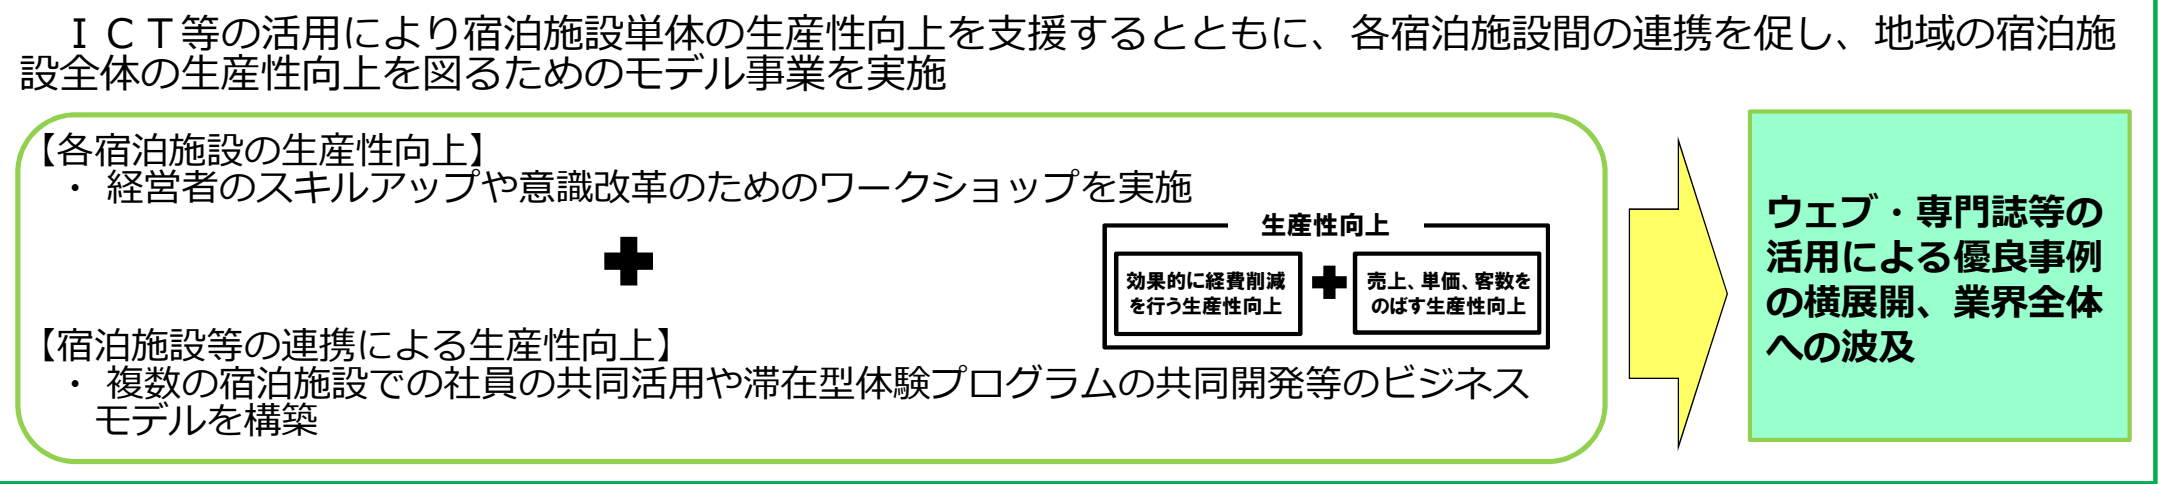 ＩＣＴ等の活用により宿泊施設単体の生産性向上を支援するとともに、各宿泊施設間の連携を促し、地域の宿泊施
設全体の生産性向上を図るためのモデル事業を実施
【各宿泊施設の生産性向上】
・ 経営者のスキルアップや意識改革のためのワークショップを実施
生産性向上
効果的に経費削減
を行う生産性向上
売上、単価、客数を
のばす生産性向上
【宿泊施設等の連携による生産性向上】
・ 複数の宿泊施設での社員の共同活用や滞在型体験プログラムの共同開発等のビジネス
モデルを構築
ウェブ・専門誌等の
活用による優良事例
の横展開、業界全体
への波及